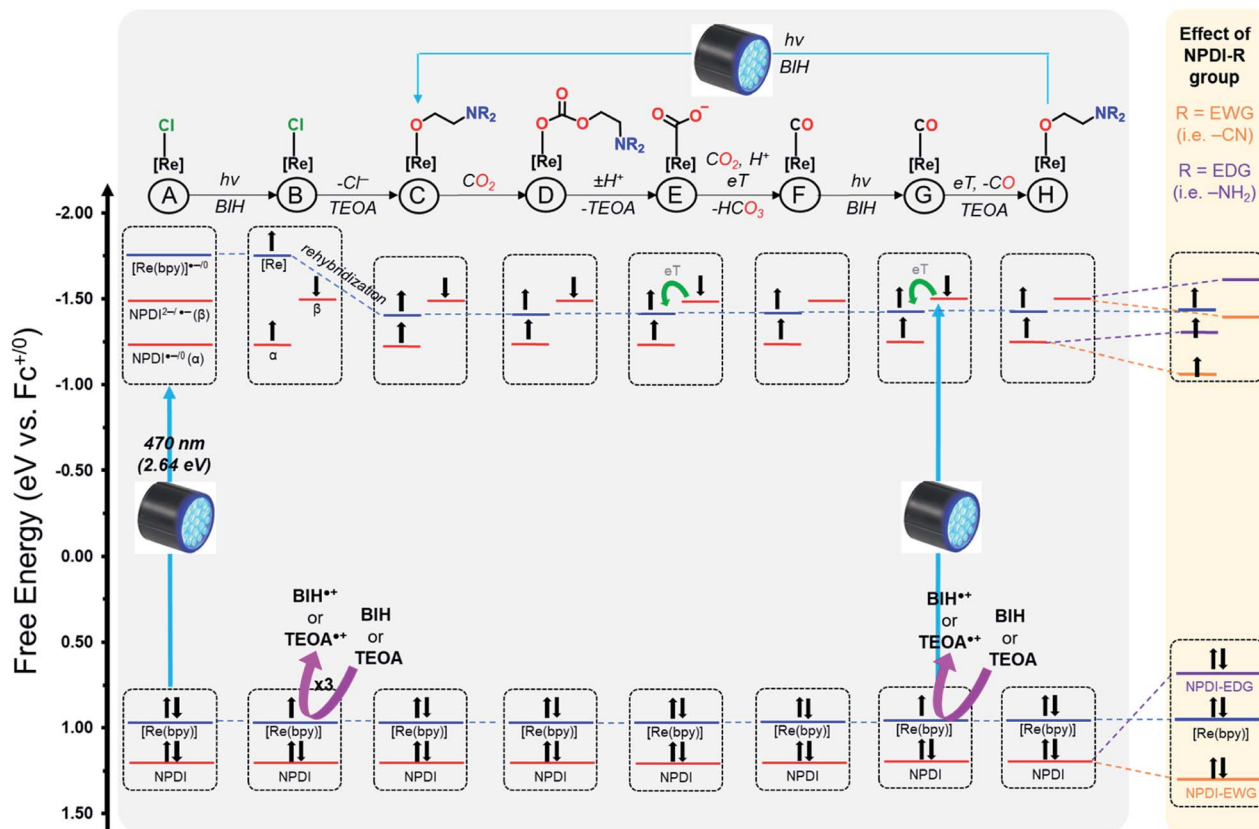 hν
BIH
Effect of
NPDI-R
group
R = EWG
(i.e. –CN)
R = EDG
(i.e. –NH₂)
Cl
[Re]
Cl
[Re]
O NR₂
[Re]
O O O NR₂
[Re]
O O⁻
[Re]
CO
[Re]
CO
[Re]
O NR₂
[Re]
A
hν
BIH
B
-Cl⁻
TEOA
C
CO₂
D
±H⁺
-TEOA
E
CO₂, H⁺
eT
-HCO₃
F
hν
BIH
G
eT, -CO
TEOA
H
Free Energy (eV vs. Fc⁺ᐟ⁰)
-2.00
-1.50
-1.00
-0.50
0.00
0.50
1.00
1.50
[Re(bpy)]•−/0
NPDI²⁻ᐟ•− (β)
NPDI•−/0 (α)
[Re]
β
α
rehybridization
eT
eT
470 nm
(2.64 eV)
BIH•+
or
TEOA•+
BIH
or
TEOA
x3
BIH•+
or
TEOA•+
BIH
or
TEOA
[Re(bpy)]
NPDI
[Re(bpy)]
NPDI
[Re(bpy)]
NPDI
[Re(bpy)]
NPDI
[Re(bpy)]
NPDI
[Re(bpy)]
NPDI
[Re(bpy)]
NPDI
[Re(bpy)]
NPDI
NPDI-EDG
[Re(bpy)]
NPDI-EWG